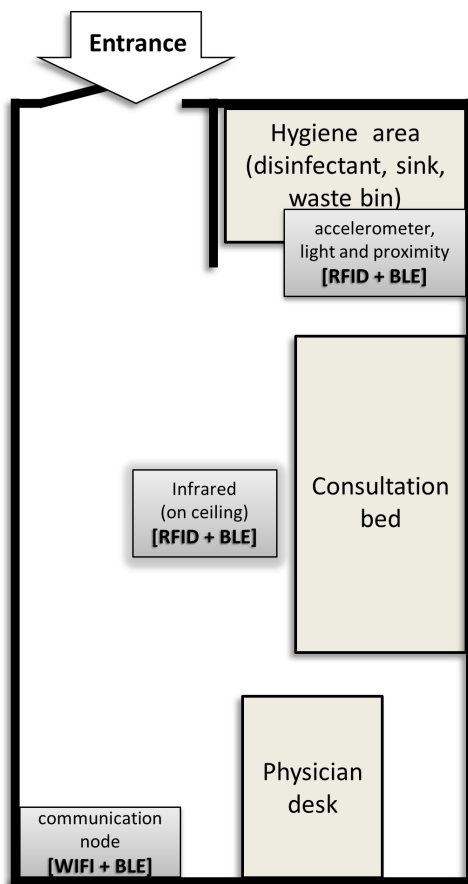 Entrance
Hygiene area
(disinfectant, sink,
waste bin)
accelerometer,
light and proximity
[RFID + BLE]
Infrared
(on ceiling)
[RFID + BLE]
Consultation
bed
Physician
desk
communication
node
[WIFI + BLE]